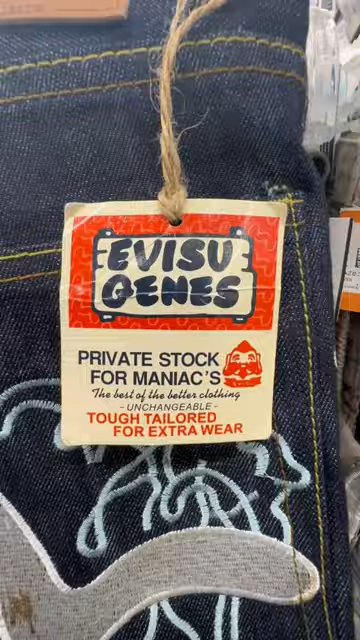 EVISU
GENES
PRIVATE STOCK
FOR MANIAC'S
The best of the better clothing
- UNCHANGEABLE -
TOUGH TAILORED
FOR EXTRA WEAR